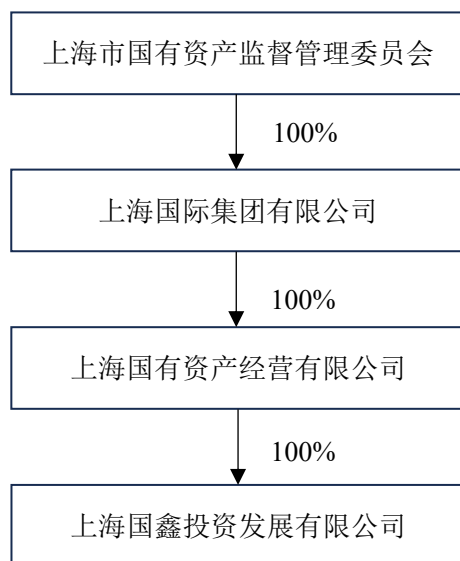 上海市国有资产监督管理委员会
100%
上海国际集团有限公司
100%
上海国有资产经营有限公司
100%
上海国鑫投资发展有限公司